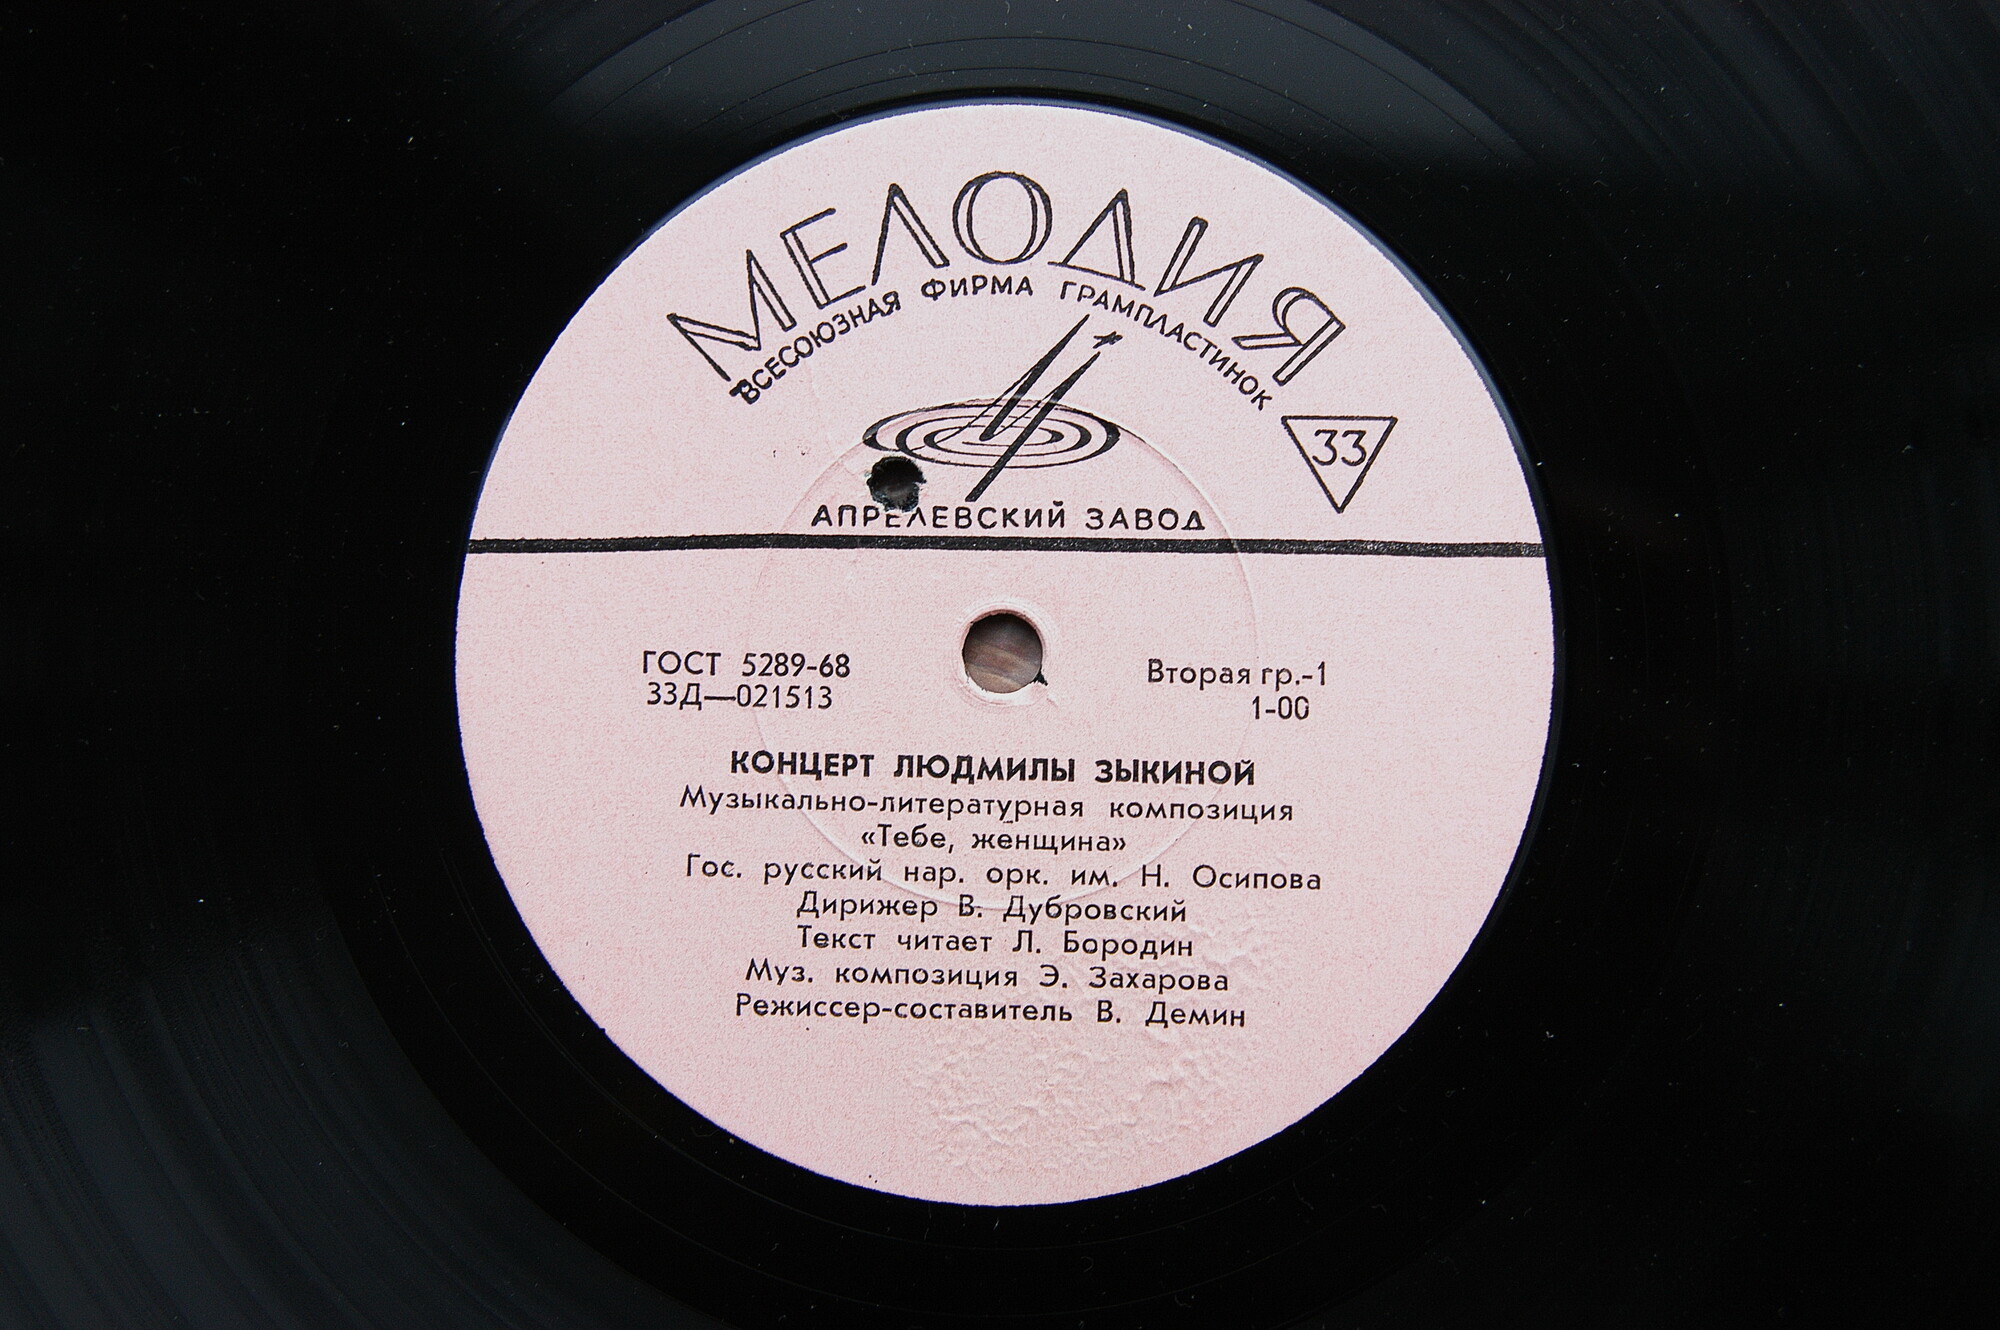 МЕЛОДИЯ
ВСЕСОЮЗНАЯ ФИРМА ГРАМПЛАСТИНОК
33
АПРЕЛЕВСКИЙ ЗАВОД
ГОСТ 5289-68
33Д—021513
Вторая гр.-1
1-00
КОНЦЕРТ ЛЮДМИЛЫ ЗЫКИНОЙ
Музыкально-литературная композиция
«Тебе, женщина»
Гос. русский нар. орк. им. Н. Осипова
Дирижер В. Дубровский
Текст читает Л. Бородин
Муз. композиция Э. Захарова
Режиссер-составитель В. Демин